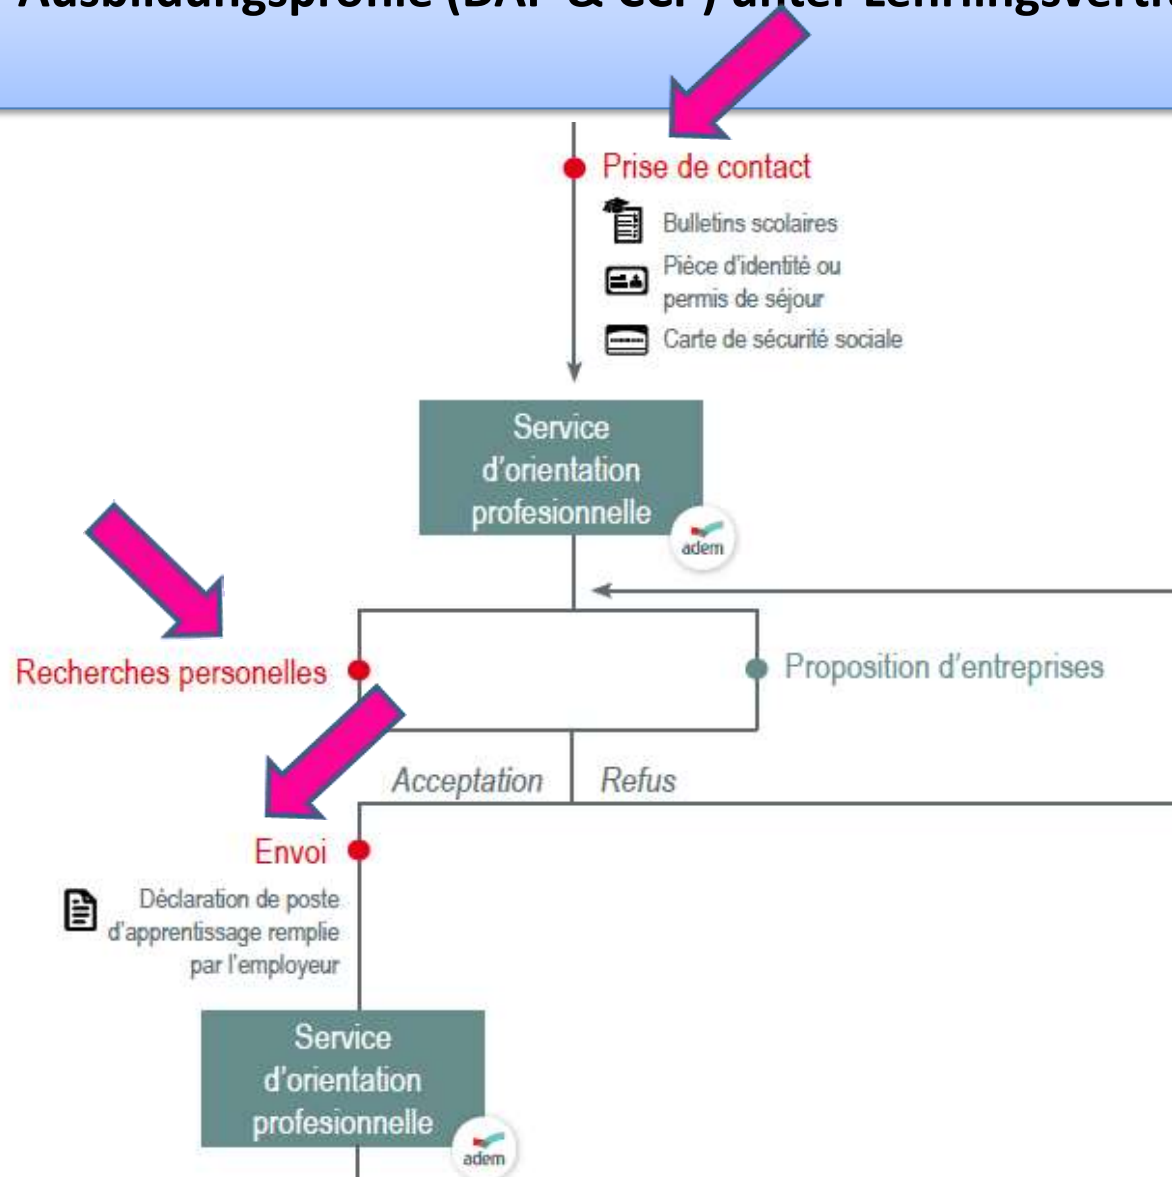 Prise de contact
Bulletins scolaires
Pièce d'identité ou
permis de séjour
Carte de sécurité sociale
Service
d'orientation
profesionnelle
adem
Recherches personelles
Proposition d'entreprises
Acceptation
Refus
Envoi
Déclaration de poste
d'apprentissage remplie
par l'employeur
Service
d'orientation
profesionnelle
adem